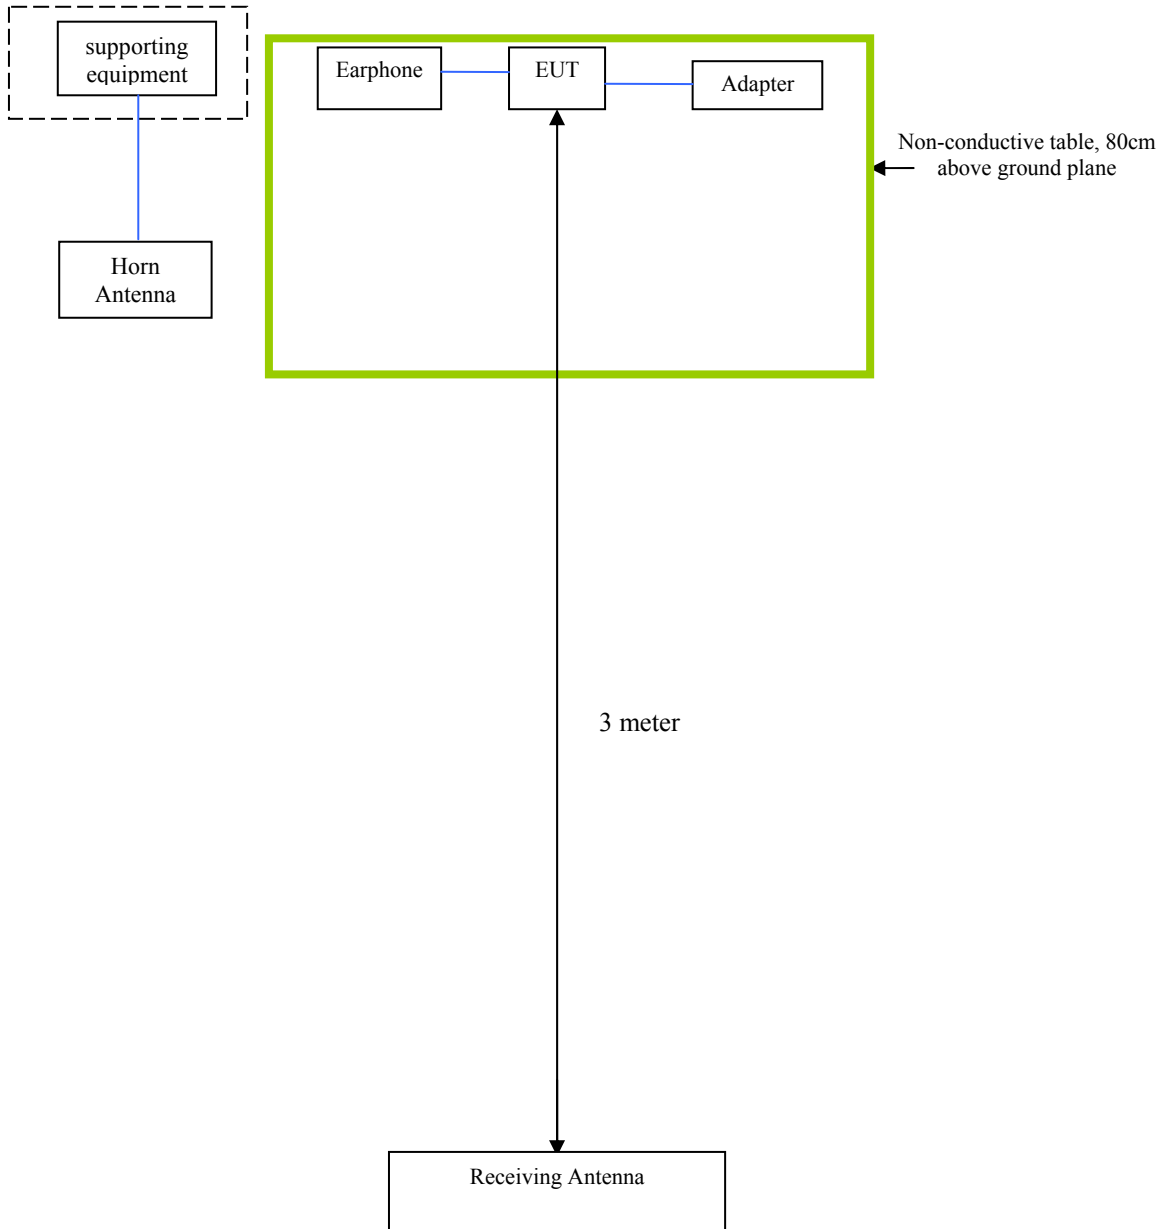 supporting
equipment
Earphone
EUT
Adapter
Non-conductive table, 80cm
above ground plane
Horn
Antenna
3 meter
Receiving Antenna